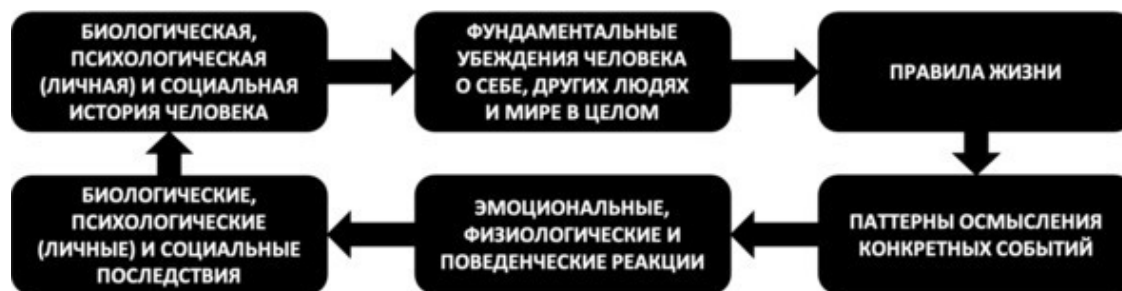 БИОЛОГИЧЕСКАЯ,
ПСИХОЛОГИЧЕСКАЯ
(ЛИЧНАЯ) И СОЦИАЛЬНАЯ
ИСТОРИЯ ЧЕЛОВЕКА
ФУНДАМЕНТАЛЬНЫЕ
УБЕЖДЕНИЯ ЧЕЛОВЕКА
О СЕБЕ, ДРУГИХ ЛЮДЯХ
И МИРЕ В ЦЕЛОМ
ПРАВИЛА ЖИЗНИ
ПАТТЕРНЫ ОСМЫСЛЕНИЯ
КОНКРЕТНЫХ СОБЫТИЙ
ЭМОЦИОНАЛЬНЫЕ,
ФИЗИОЛОГИЧЕСКИЕ И
ПОВЕДЕНЧЕСКИЕ РЕАКЦИИ
БИОЛОГИЧЕСКИЕ,
ПСИХОЛОГИЧЕСКИЕ
(ЛИЧНЫЕ) И СОЦИАЛЬНЫЕ
ПОСЛЕДСТВИЯ